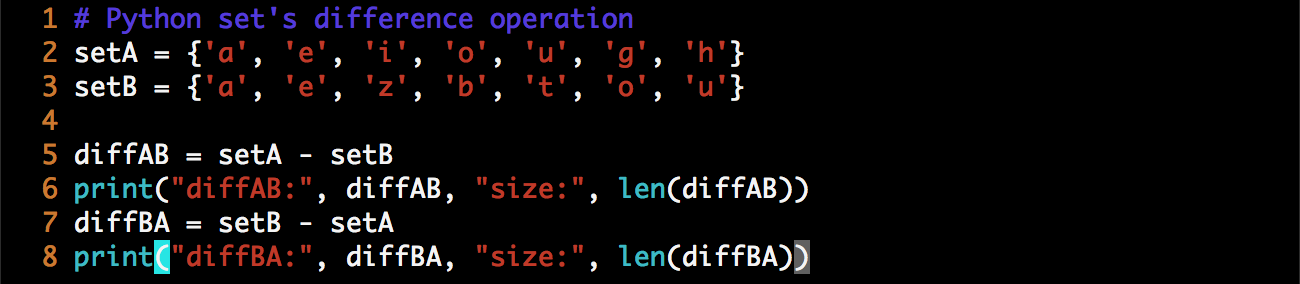 1 # Python set's difference operation
2 setA = {'a', 'e', 'i', 'o', 'u', 'g', 'h'}
3 setB = {'a', 'e', 'z', 'b', 't', 'o', 'u'}
4
5 diffAB = setA - setB
6 print("diffAB:", diffAB, "size:", len(diffAB))
7 diffBA = setB - setA
8 print("diffBA:", diffBA, "size:", len(diffBA))